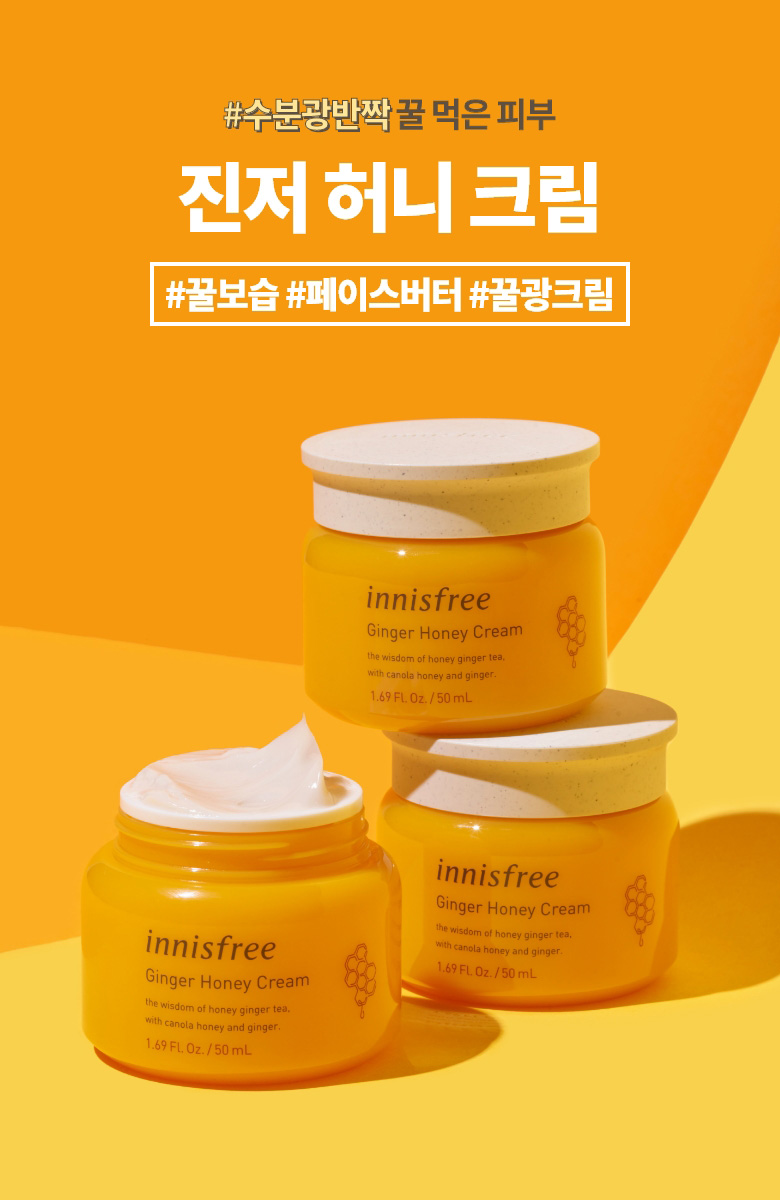 #수분광반짝 꿀 먹은 피부
진저 허니 크림
#꿀보습 #페이스버터 #꿀광크림
innisfree
Ginger Honey Cream
the wisdom of honey ginger tea,
with canola honey and ginger.
1.69 Fl. Oz. / 50 mL
innisfree
Ginger Honey Cream
the wisdom of honey ginger tea,
with canola honey and ginger.
1.69 Fl. Oz. / 50 mL
innisfree
Ginger Honey Cream
the wisdom of honey ginger tea,
with canola honey and ginger.
1.69 Fl. Oz. / 50 mL